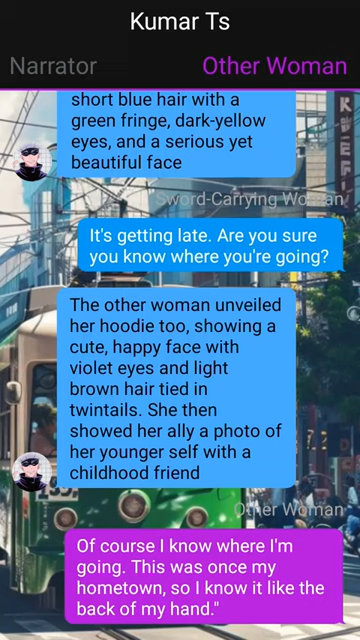 Kumar Ts
Narrator
Other Woman
short blue hair with a
green fringe, dark-yellow
eyes, and a serious yet
beautiful face
Sword-Carrying Woman
It's getting late. Are you sure
you know where you're going?
The other woman unveiled
her hoodie too, showing a
cute, happy face with
violet eyes and light
brown hair tied in
twintails. She then
showed her ally a photo of
her younger self with a
childhood friend
Other Woman
Of course I know where I'm
going. This was once my
hometown, so I know it like the
back of my hand."